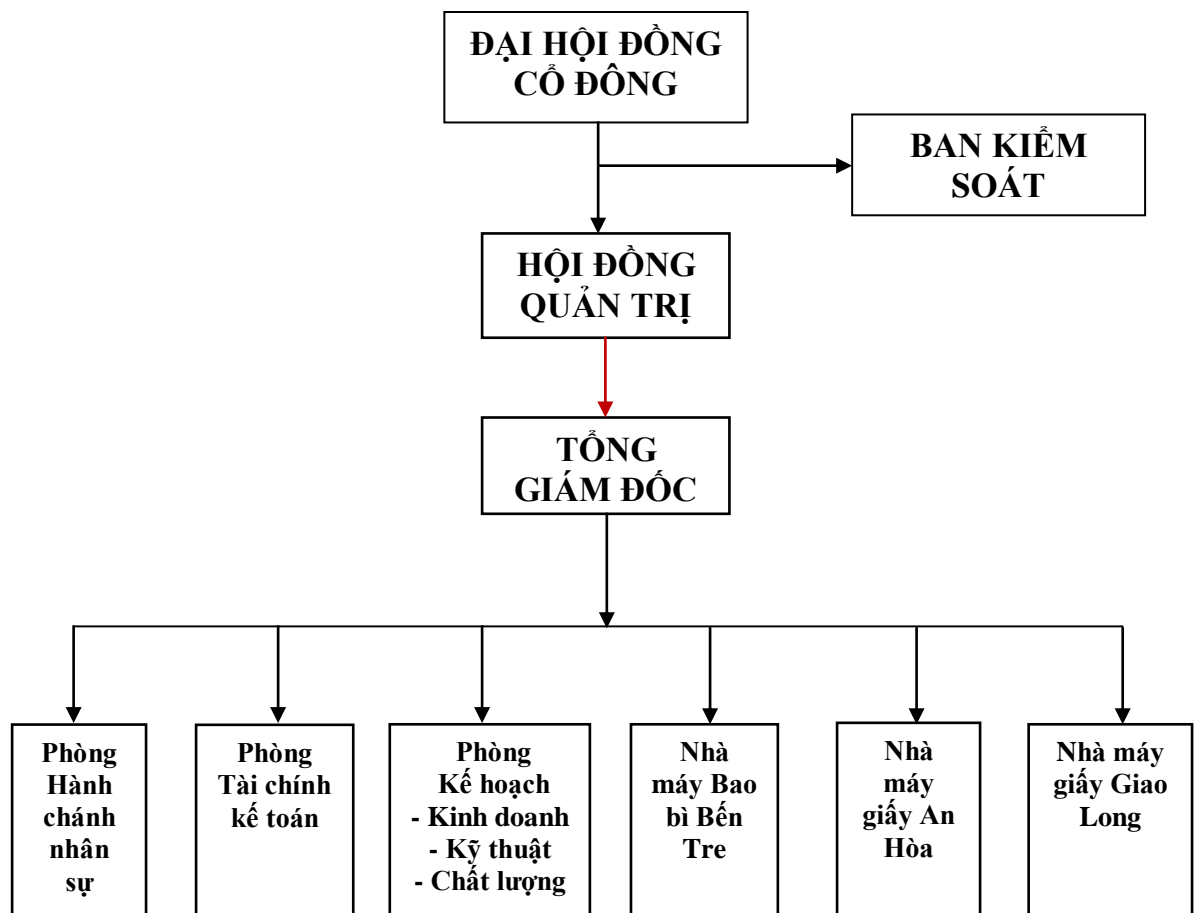 ĐẠI HỘI ĐỒNG
CỔ ĐÔNG
BAN KIỂM
SOÁT
HỘI ĐỒNG
QUẢN TRỊ
TỔNG
GIÁM ĐỐC
Phòng
Hành
chánh
nhân
sự
Phòng
Tài chính
kế toán
Phòng
Kế hoạch
- Kinh doanh
- Kỹ thuật
- Chất lượng
Nhà
máy Bao
bì Bến
Tre
Nhà
máy
giấy An
Hòa
Nhà máy
giấy Giao
Long